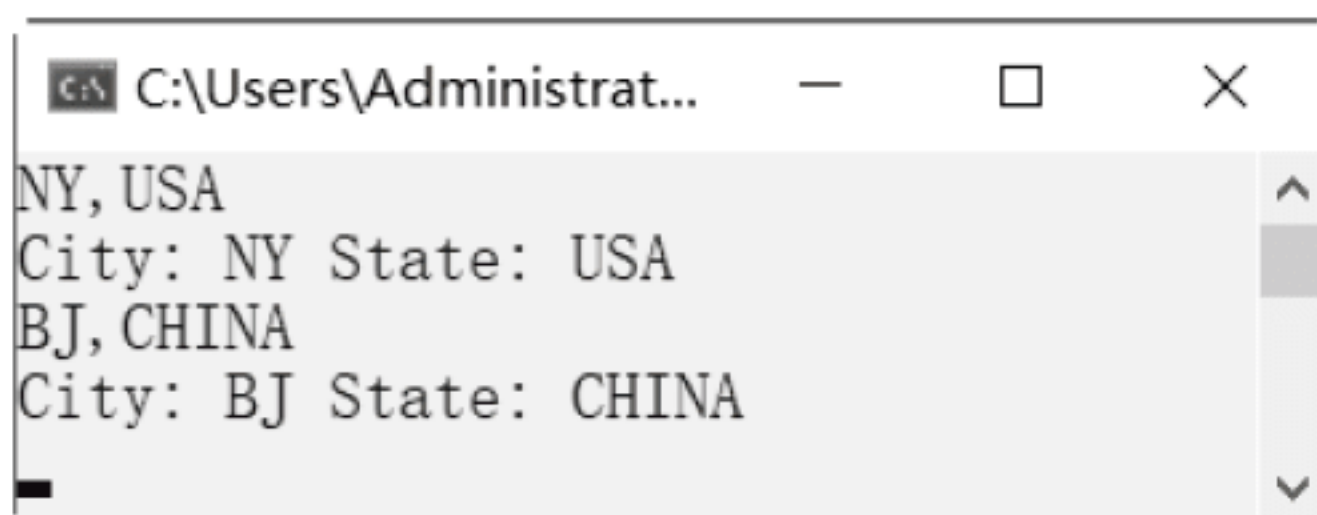 C:\Users\Administrat...
NY,USA
City: NY State: USA
BJ,CHINA
City: BJ State: CHINA